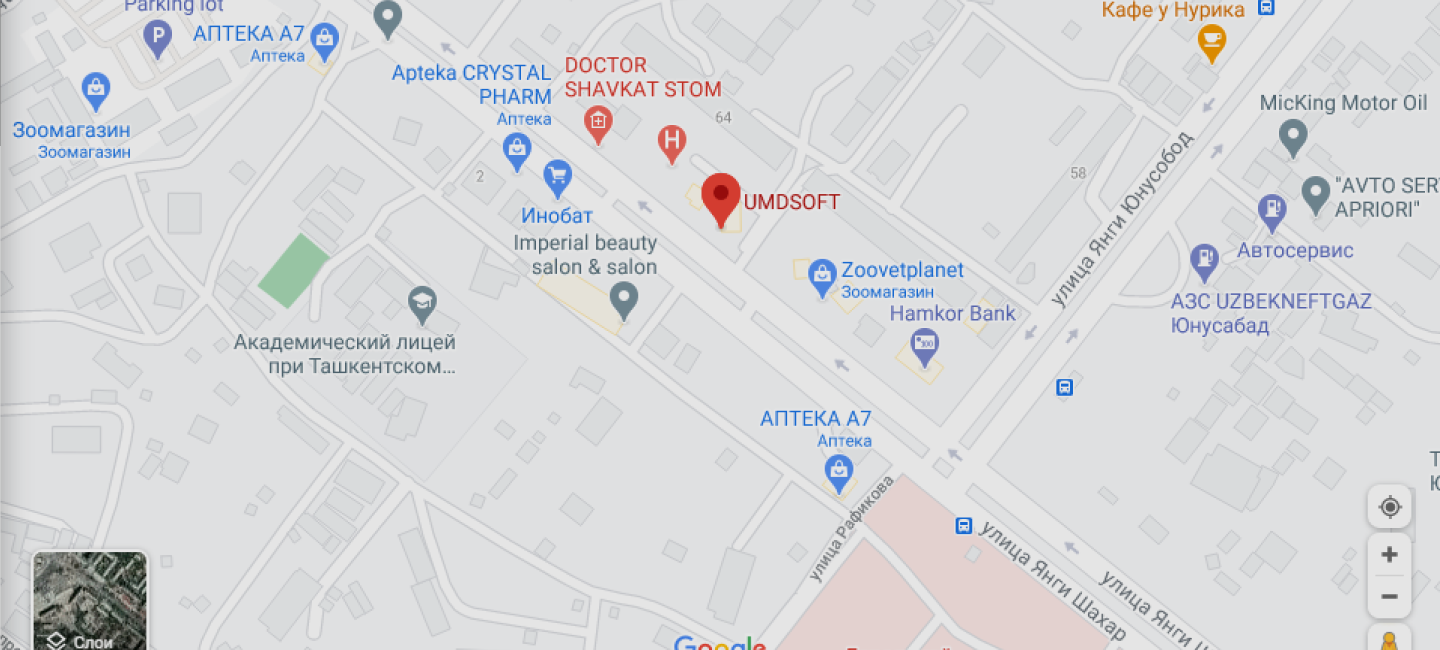 Parking lot
Кафе у Нурика
АПТЕКА А7
Аптека
Apteka CRYSTAL
PHARM
Аптека
DOCTOR
SHAVKAT STOM
H
P
MicKing Motor Oil
64
Зоомагазин
Зоомагазин
2
58
улица Янги Юнусобод
"AVTO SER
APRIORI"
UMDSOFT
Инобат
Imperial beauty
salon & salon
Автосервис
Zoovetplanet
Зоомагазин
АЗС UZBEKNEFTGAZ
Юнусабад
Hamkor Bank
Академический лицей
при Ташкентском...
АПТЕКА А7
Аптека
улица Рафикова
улица Янги Шахар
улица Янги Ш
Слои
Google